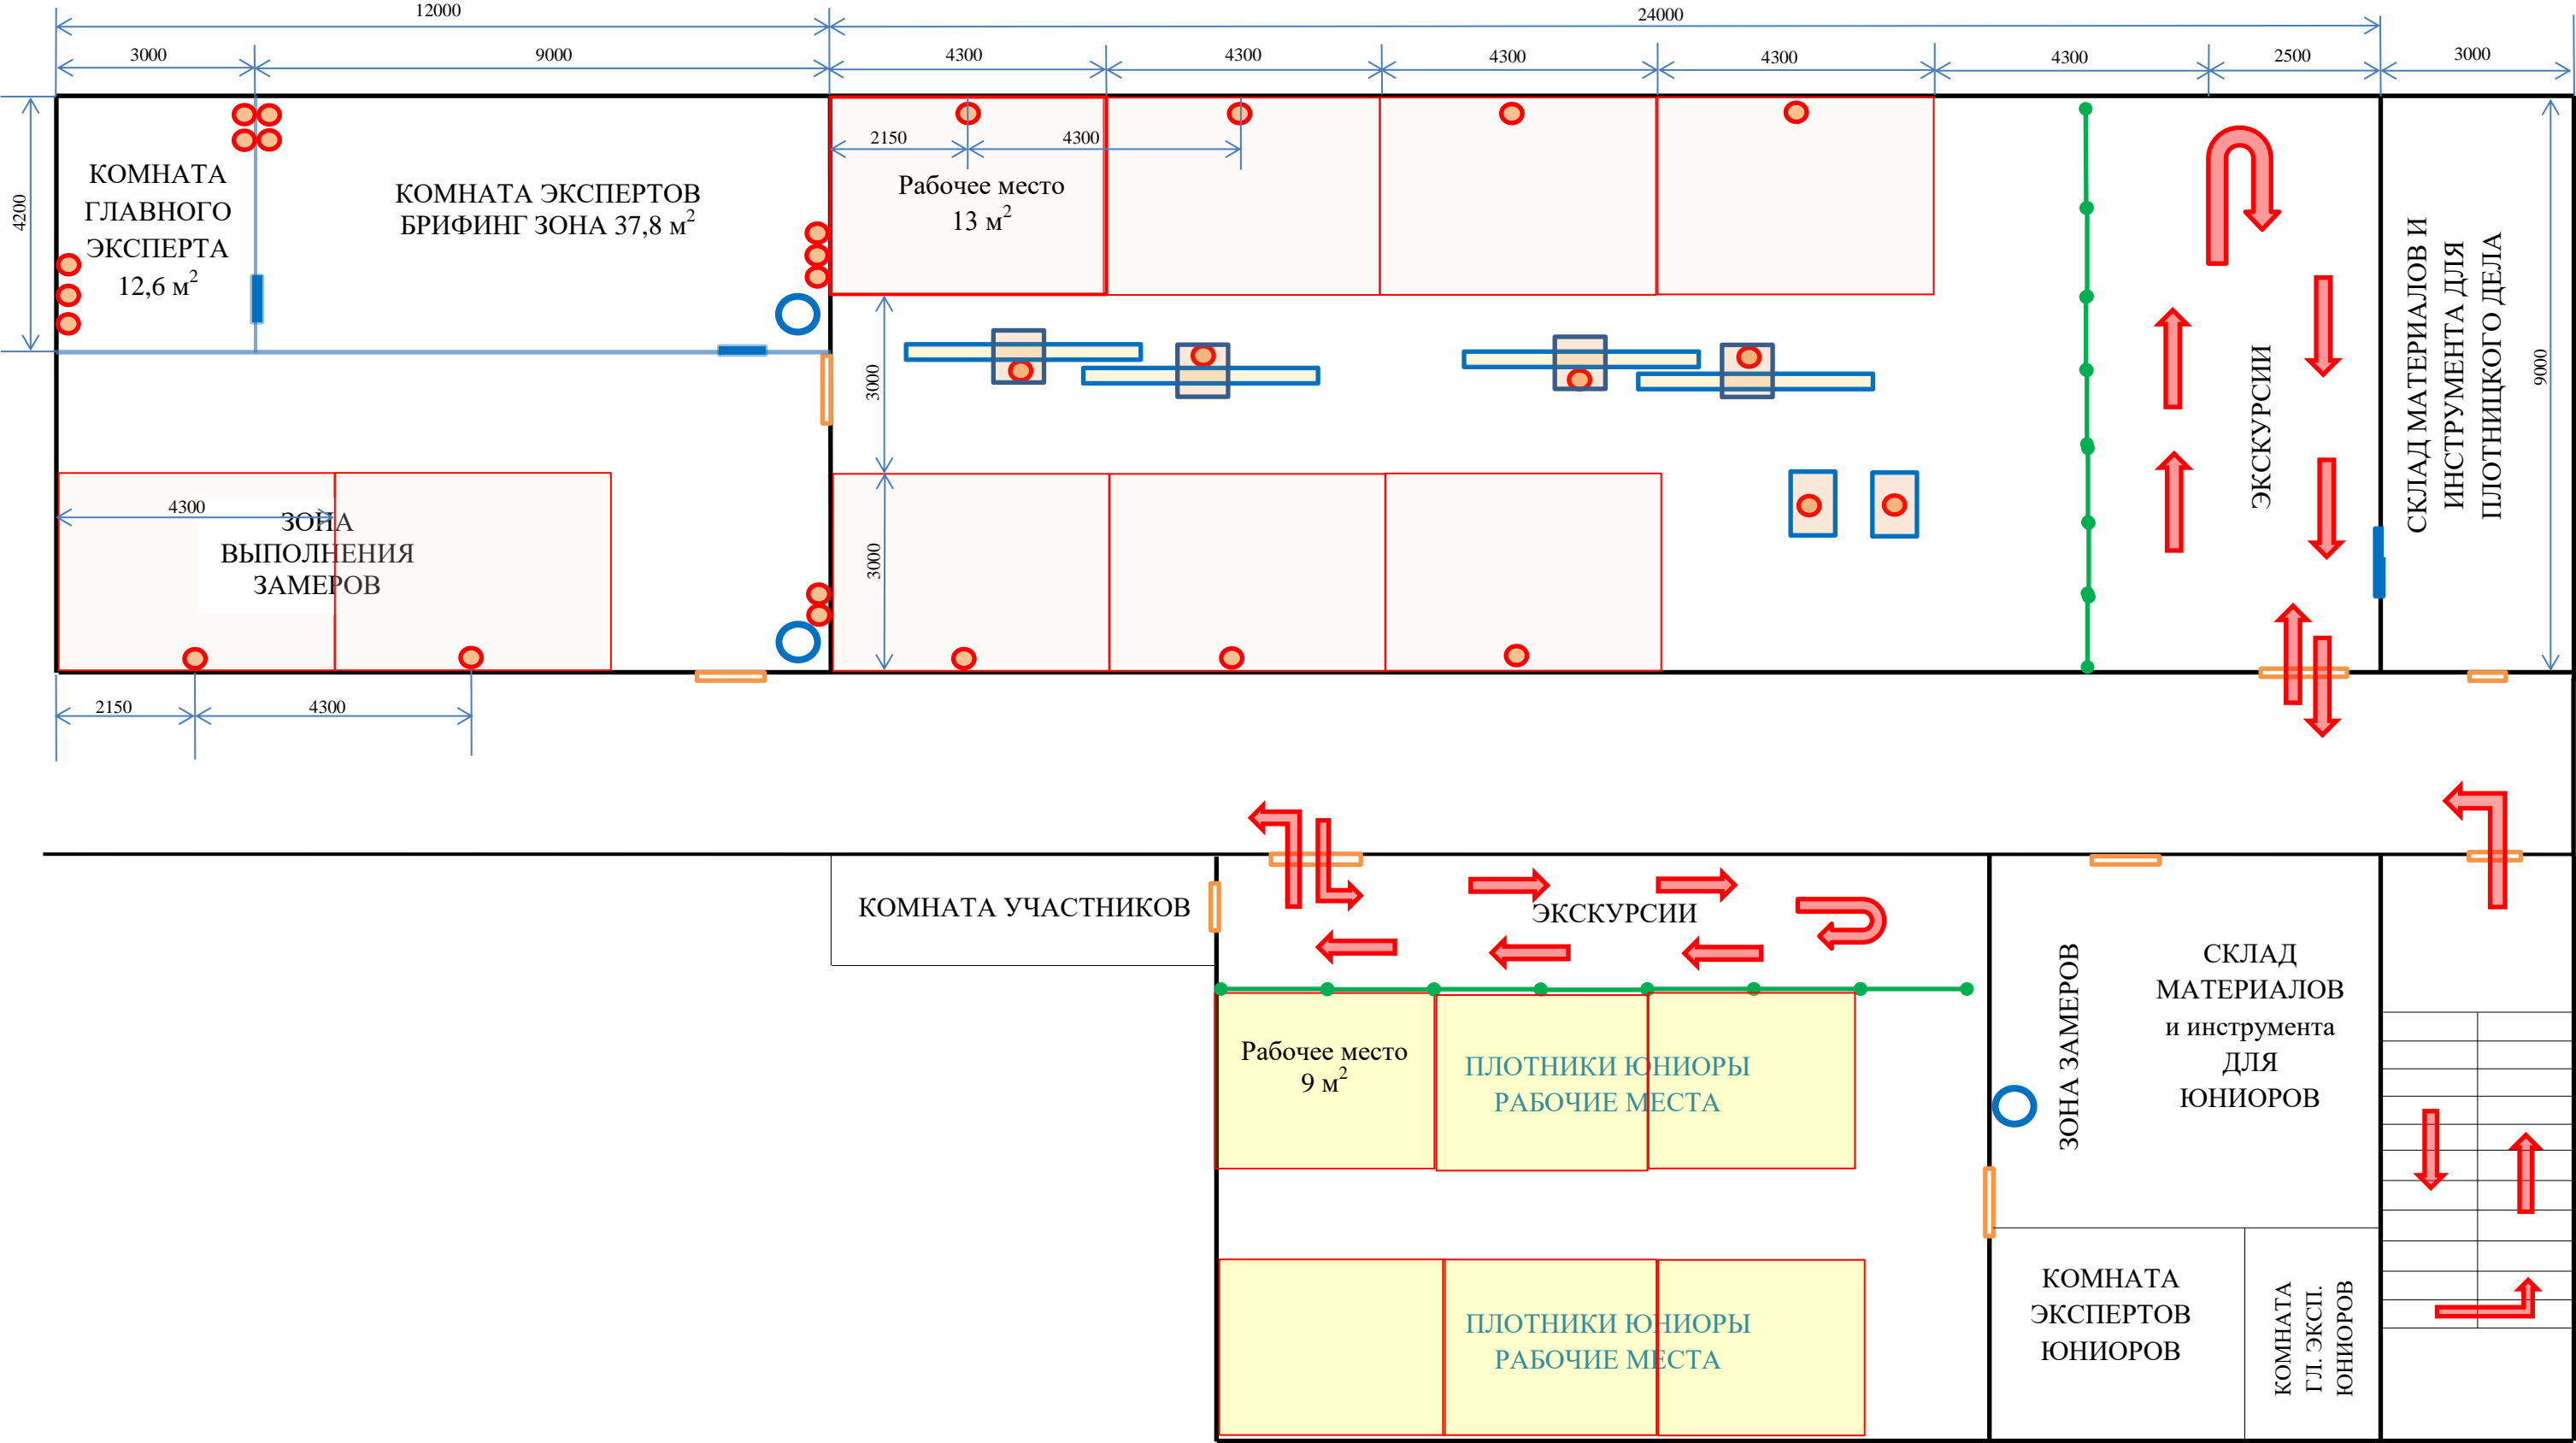 12000
24000
3000
9000
4300
4300
4300
4300
4300
2500
3000
4200
КОМНАТА
ГЛАВНОГО
ЭКСПЕРТА
12,6 м²
КОМНАТА ЭКСПЕРТОВ
БРИФИНГ ЗОНА 37,8 м²
2150
4300
Рабочее место
13 м²
3000
3000
ЭКСКУРСИИ
СКЛАД МАТЕРИАЛОВ И
ИНСТРУМЕНТА ДЛЯ
ПЛОТНИЦКОГО ДЕЛА
9000
4300
ЗОНА
ВЫПОЛНЕНИЯ
ЗАМЕРОВ
2150
4300
КОМНАТА УЧАСТНИКОВ
ЭКСКУРСИИ
Рабочее место
9 м²
ПЛОТНИКИ ЮНИОРЫ
РАБОЧИЕ МЕСТА
ЗОНА ЗАМЕРОВ
СКЛАД
МАТЕРИАЛОВ
и инструмента
ДЛЯ
ЮНИОРОВ
ПЛОТНИКИ ЮНИОРЫ
РАБОЧИЕ МЕСТА
КОМНАТА
ЭКСПЕРТОВ
ЮНИОРОВ
КОМНАТА
ГЛ. ЭКСП.
ЮНИОРОВ